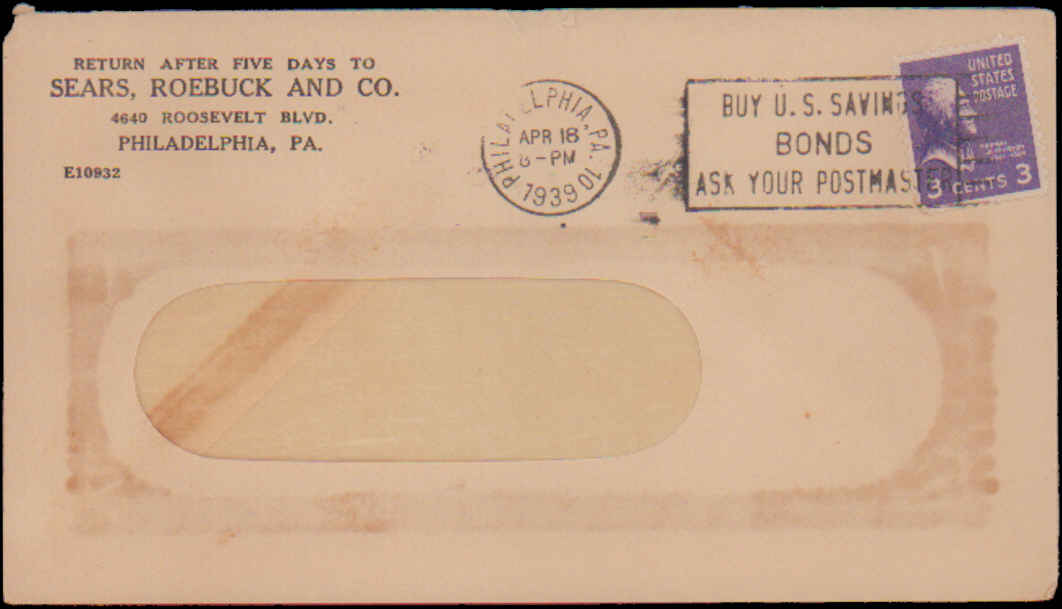 RETURN AFTER FIVE DAYS TO
SEARS, ROEBUCK AND CO.
4640 ROOSEVELT BLVD.
PHILADELPHIA, PA.
E10932
PHILADELPHIA, PA. 10
APR 18
-PM
1939
BUY U.S. SAVINGS
BONDS
ASK YOUR POSTMASTER
UNITED
STATES
POSTAGE
3 CENTS 3